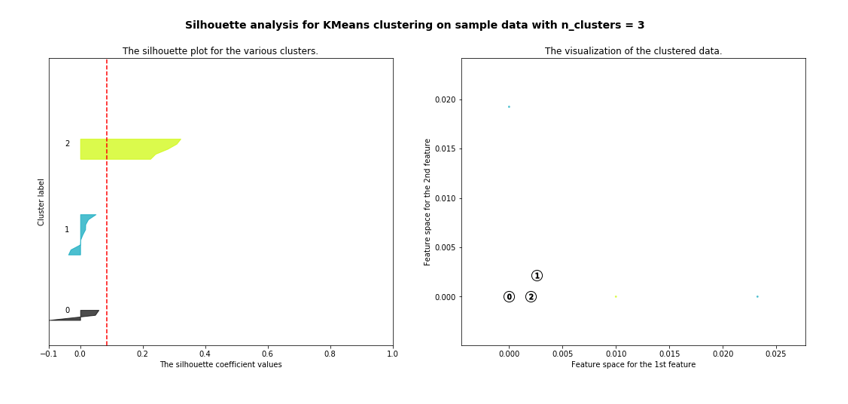 Silhouette analysis for KMeans clustering on sample data with n_clusters = 3
The silhouette plot for the various clusters.
2
1
0
Cluster label
−0.1 0.0 0.2 0.4 0.6 0.8 1.0
The silhouette coefficient values
The visualization of the clustered data.
0.020
0.015
0.010
0.005
0.000
Feature space for the 2nd feature
1
0 2
0.000 0.005 0.010 0.015 0.020 0.025
Feature space for the 1st feature